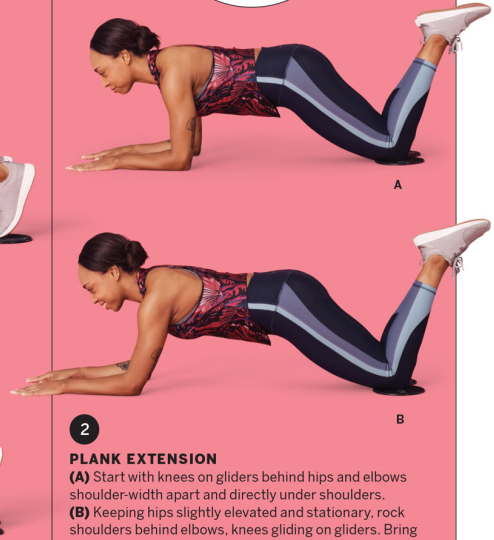 A
B
2
PLANK EXTENSION
(A) Start with knees on gliders behind hips and elbows
shoulder-width apart and directly under shoulders.
(B) Keeping hips slightly elevated and stationary, rock
shoulders behind elbows, knees gliding on gliders. Bring